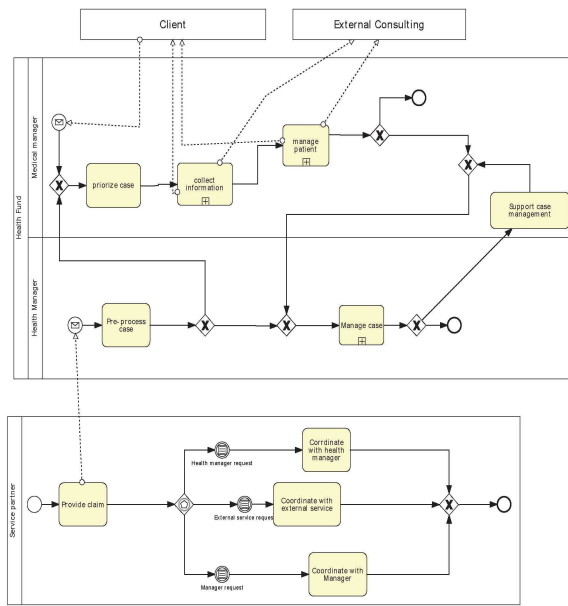 Client
External Consulting
Health Fund
Medical manager
priorize case
collect
information
manage
patient
Support case
management
Health Manager
Pre-process
case
Manage case
Service partner
Provide claim
Health manager request
Corrdinate
with health
manager
External service reques
Coordinate with
external service
Manager request
Coordinate with
Manager